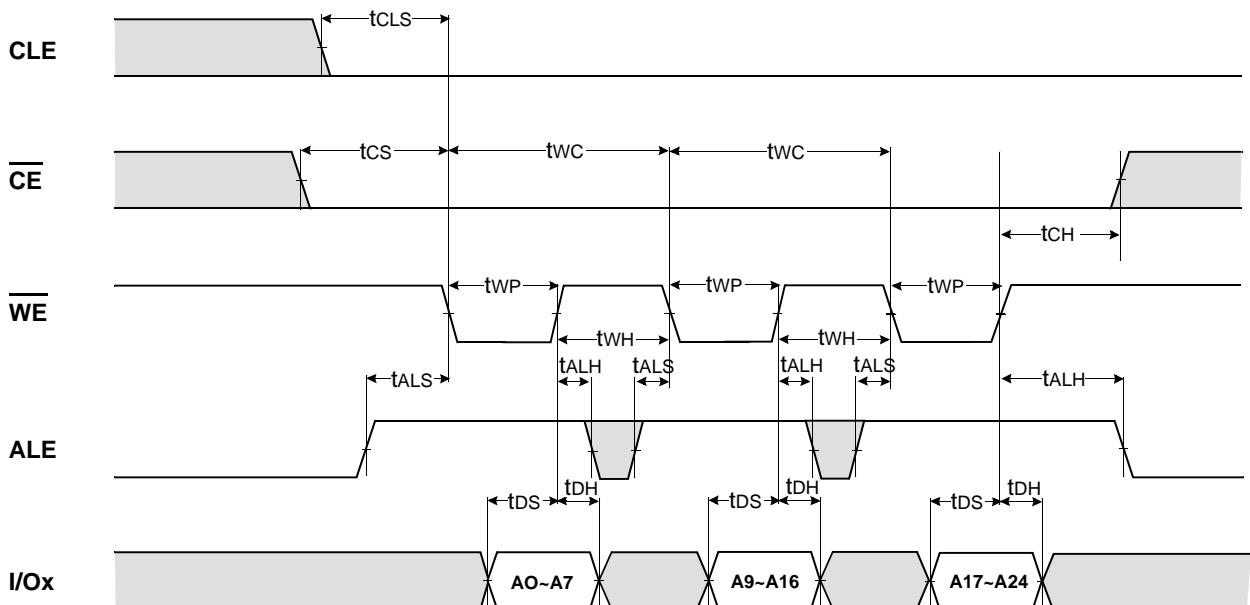 CLE
tCLS
CE
tCS
tWC
tWC
tCH
WE
tWP
tWP
tWP
tWH
tWH
tALS
tALH
tALS
tALH
tALS
tALH
ALE
tDS
tDH
tDS
tDH
tDS
tDH
I/Ox
AO~A7
A9~A16
A17~A24